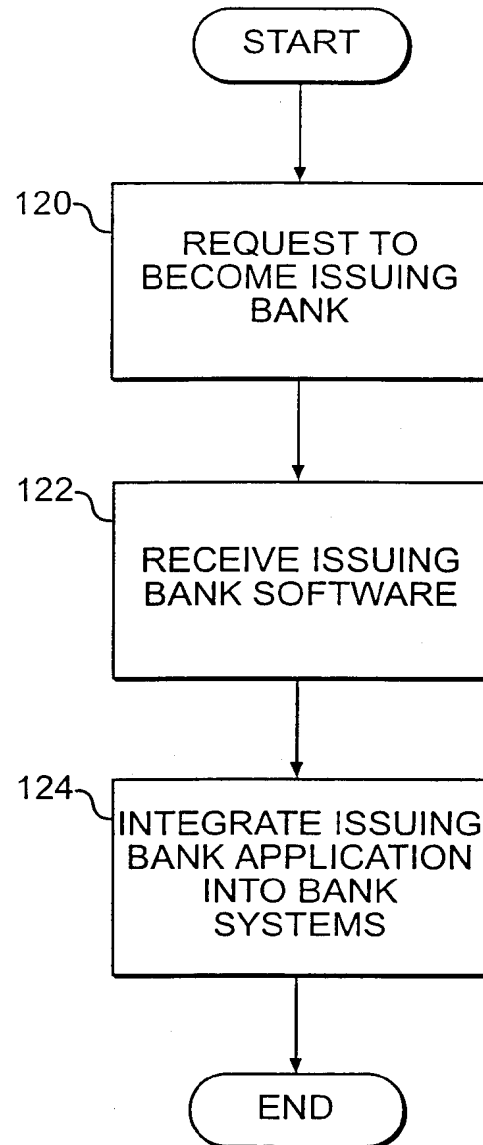 START
120
REQUEST TO
BECOME ISSUING
BANK
122
RECEIVE ISSUING
BANK SOFTWARE
124
INTEGRATE ISSUING
BANK APPLICATION
INTO BANK
SYSTEMS
END